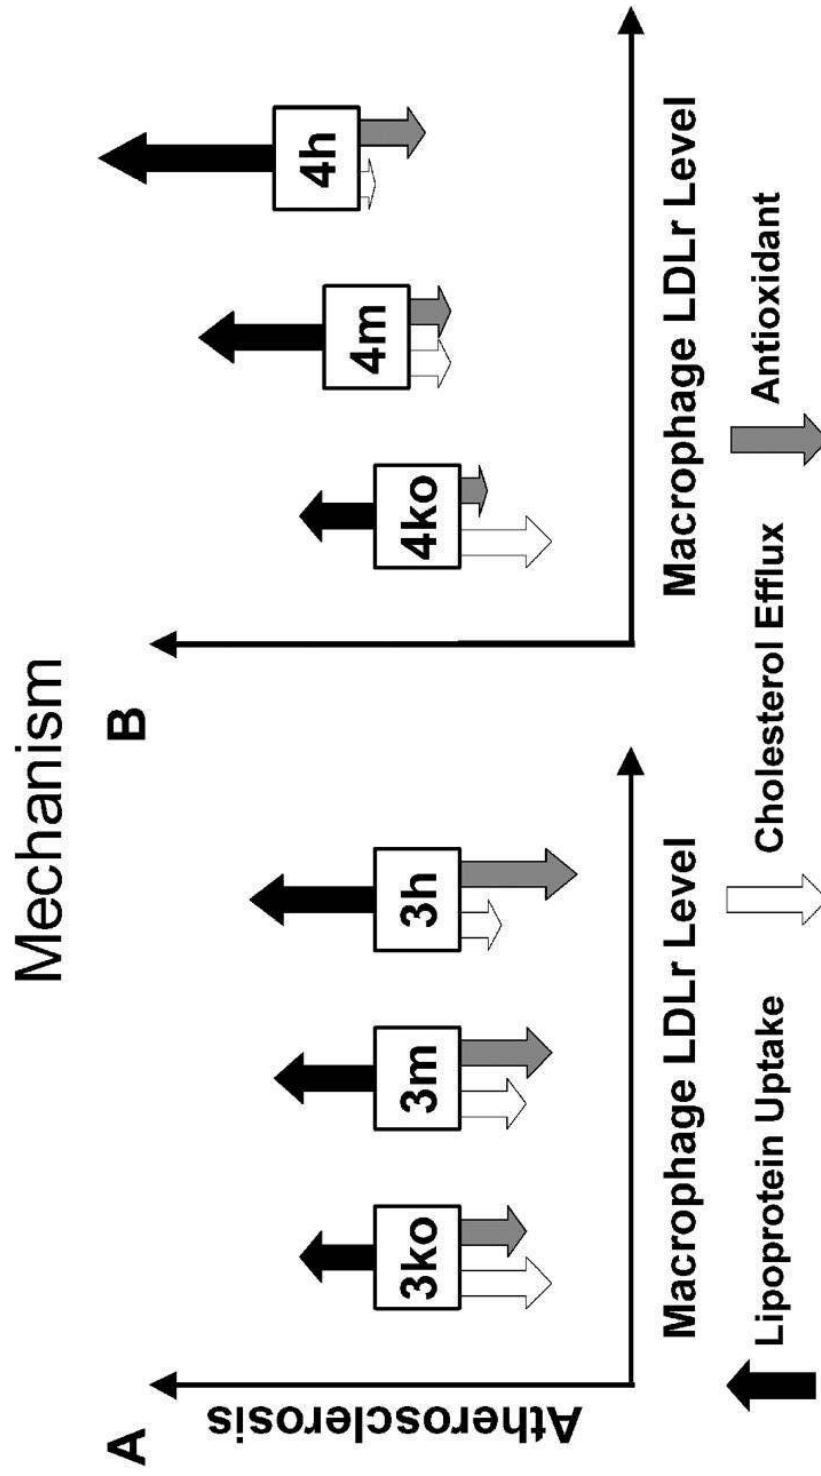 Mechanism
A
B
Atherosclerosis
3ko
3m
3h
4ko
4m
4h
Macrophage LDLr Level
Macrophage LDLr Level
Lipoprotein Uptake
Cholesterol Efflux
Antioxidant